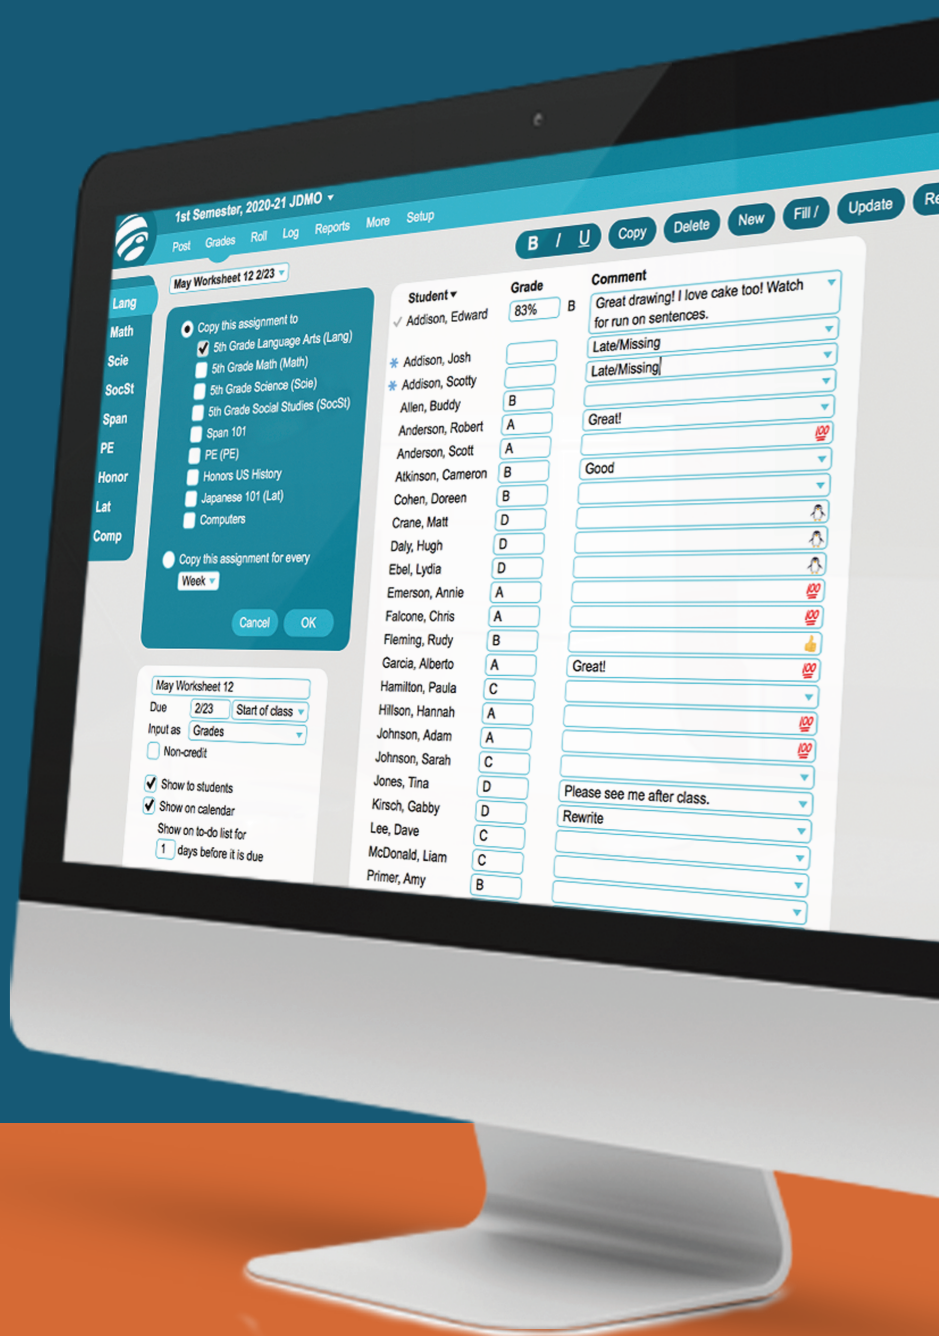 1st Semester, 2020-21 JDMO
Post Grades Roll Log Reports More Setup
B I U Copy Delete New Fill / Update Re
May Worksheet 12 2/23
Lang
Math
Scie
SocSt
Span
PE
Honor
Lat
Comp
Copy this assignment to
5th Grade Language Arts (Lang)
5th Grade Math (Math)
5th Grade Science (Scie)
5th Grade Social Studies (SocSt)
Span 101
PE (PE)
Honors US History
Japanese 101 (Lat)
Computers
Copy this assignment for every
Week
Cancel OK
May Worksheet 12
Due 2/23 Start of class
Input as Grades
Non-credit
Show to students
Show on calendar
Show on to-do list for
1 days before it is due
Student Grade Comment
Addison, Edward 83% B Great drawing! I love cake too! Watch
for run on sentences.
Addison, Josh Late/Missing
Addison, Scotty Late/Missing
Allen, Buddy B
Anderson, Robert A Great!
Anderson, Scott A 💯
Atkinson, Cameron B Good
Cohen, Doreen B
Crane, Matt D 🐧
Daly, Hugh D 🐧
Ebel, Lydia D 🐧
Emerson, Annie A 💯
Falcone, Chris A 💯
Fleming, Rudy B 👍
Garcia, Alberto A Great! 💯
Hamilton, Paula C
Hillson, Hannah A 💯
Johnson, Adam A 💯
Johnson, Sarah C
Jones, Tina D Please see me after class.
Kirsch, Gabby D Rewrite
Lee, Dave C
McDonald, Liam C
Primer, Amy B